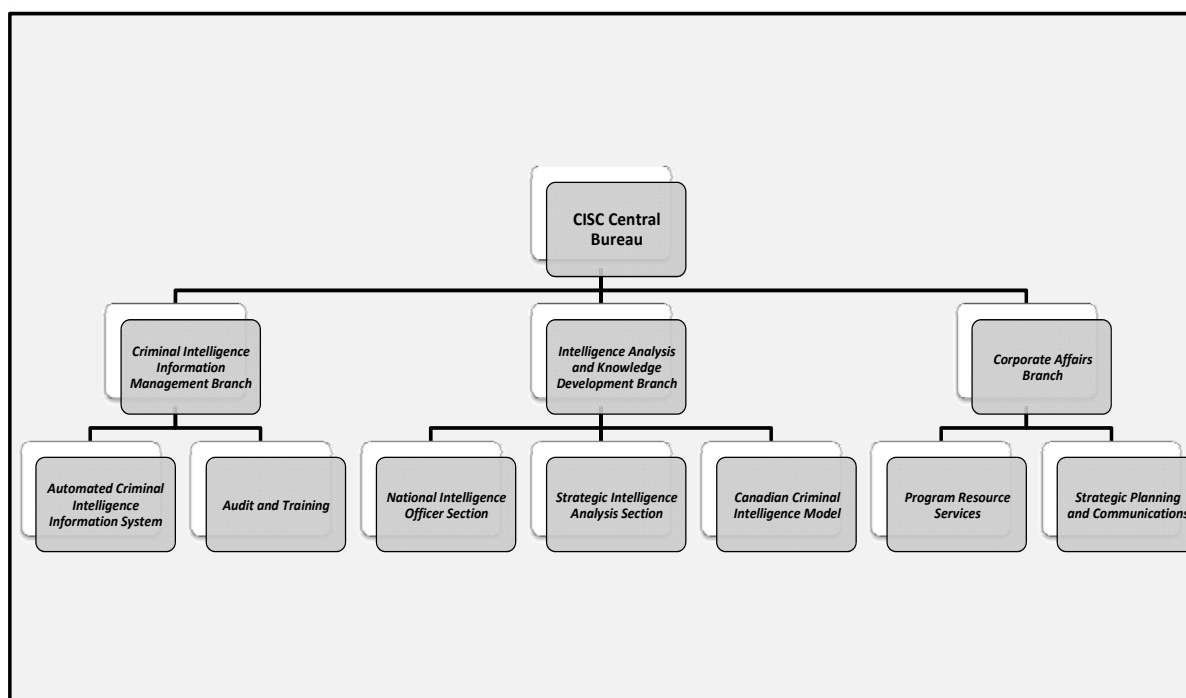 CISC Central
Bureau
Criminal Intelligence
Information
Management Branch
Intelligence Analysis
and Knowledge
Development Branch
Corporate Affairs
Branch
Automated Criminal
Intelligence
Information System
Audit and Training
National Intelligence
Officer Section
Strategic Intelligence
Analysis Section
Canadian Criminal
Intelligence Model
Program Resource
Services
Strategic Planning
and Communications